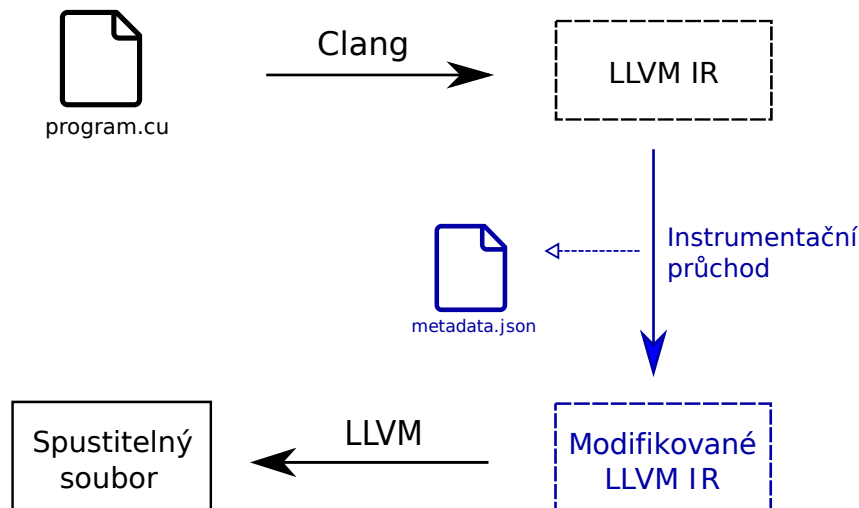 Clang
LLVM IR
program.cu
Instrumentační
průchod
metadata.json
Spustitelný
soubor
LLVM
Modifikované
LLVM IR